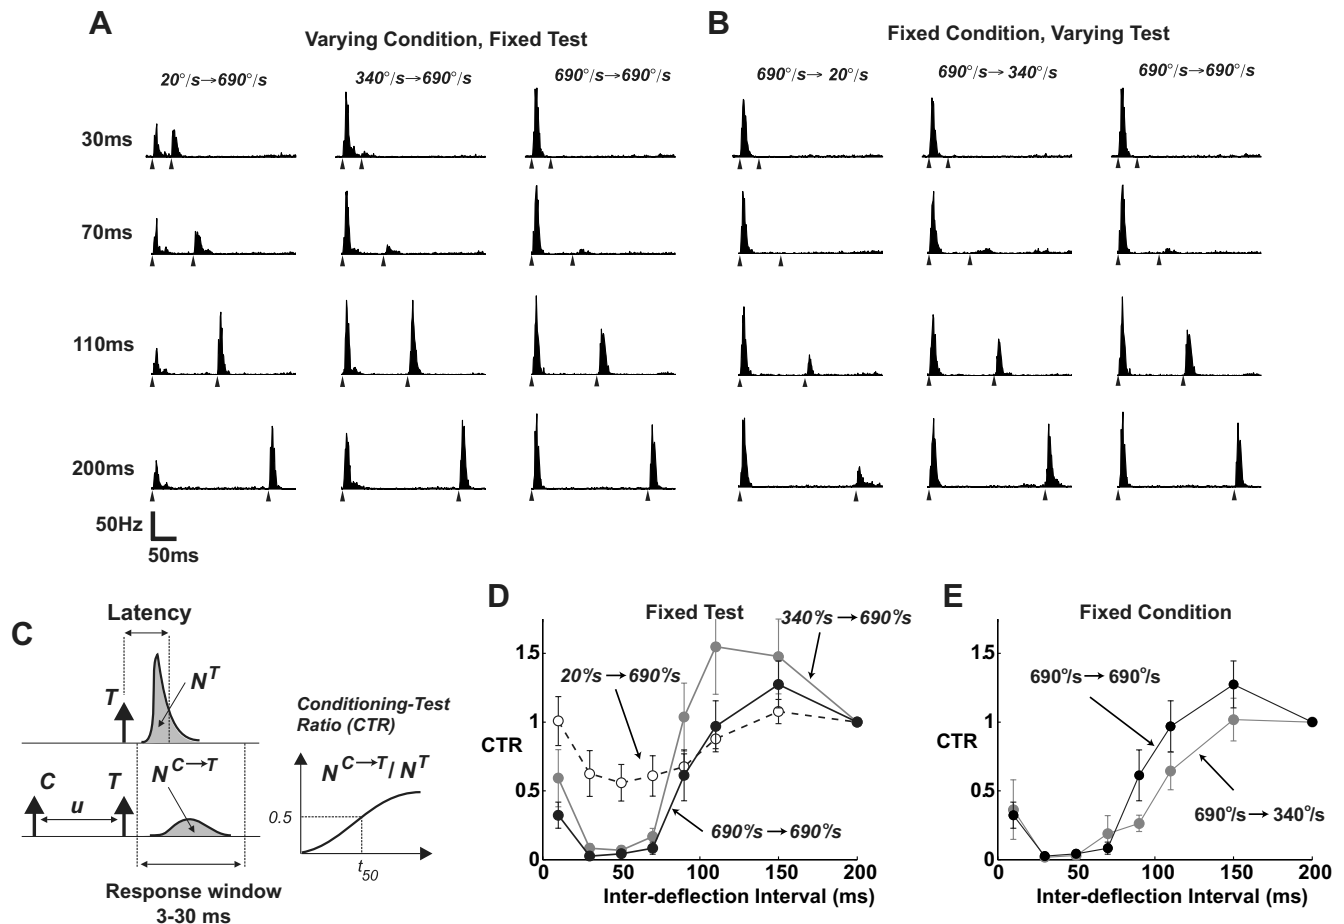 A
Varying Condition, Fixed Test
20°/s→690°/s
340°/s→690°/s
690°/s→690°/s
30ms
70ms
110ms
200ms
50Hz
50ms
B
Fixed Condition, Varying Test
690°/s→ 20°/s
690°/s→340°/s
690°/s→690°/s
C
Latency
T
N^T
C
u
T
N^C→T
Response window
3-30 ms
Conditioning-Test
Ratio (CTR)
N^C→T/N^T
0.5
t_50
D
Fixed Test
340°/s→690°/s
20°/s→690°/s
690°/s→690°/s
CTR
1.5
1
0.5
0
0 50 100 150 200
Inter-deflection Interval (ms)
E
Fixed Condition
690°/s→690°/s
690°/s→340°/s
CTR
1.5
1
0.5
0
0 50 100 150 200
Inter-deflection Interval (ms)